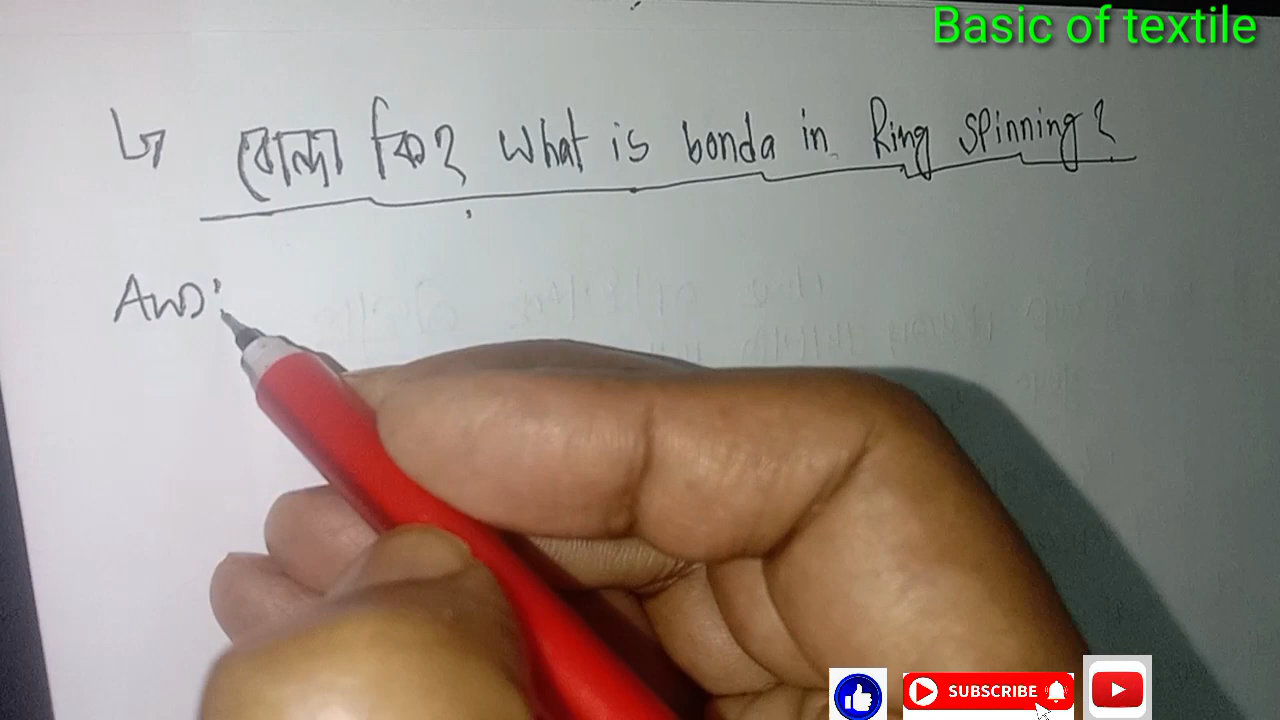 Basic of textile
বোন্দা কি? What is bonda in Ring spinning?
Ans:
SUBSCRIBE